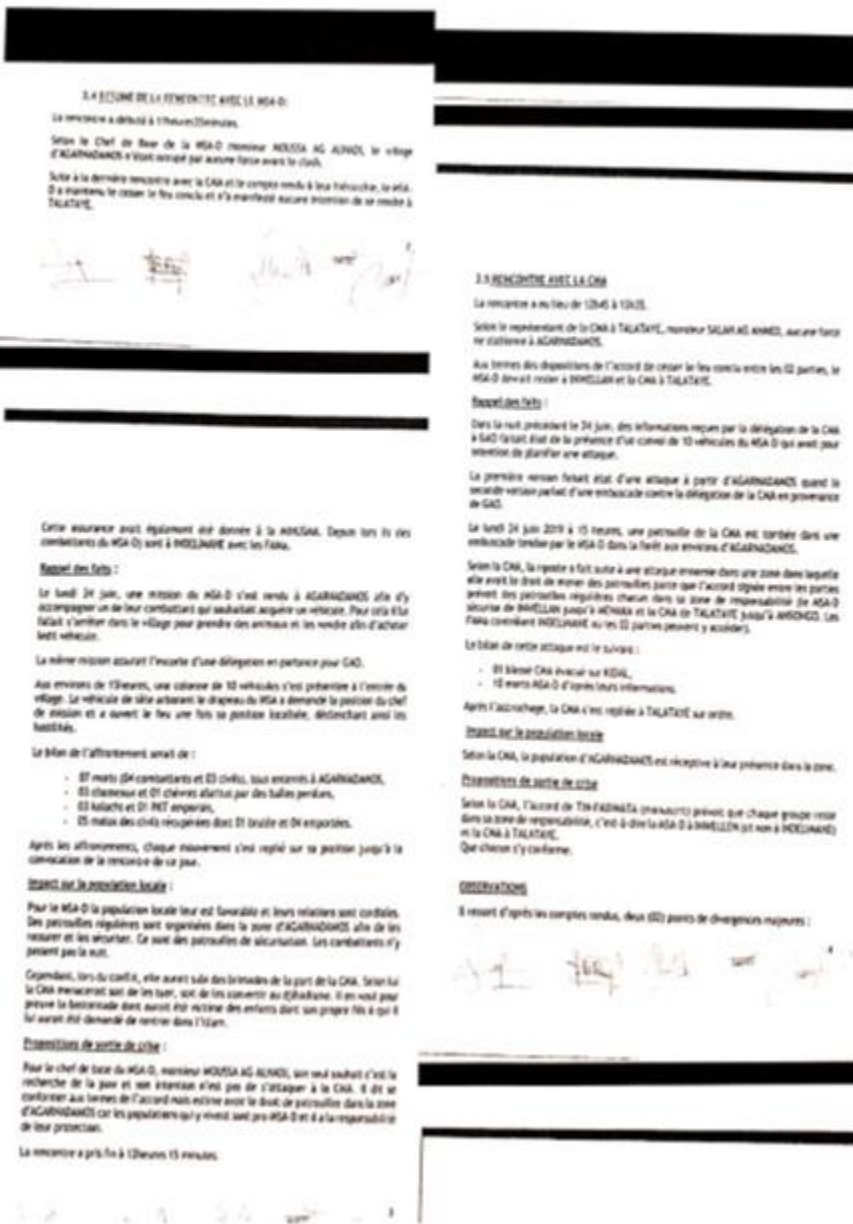 3.4 RESUME DE LA RENCONTRE AVEC LE MSA-D:
La rencontre a débuté à 11heures25minutes.
Selon le Chef de Base de la MSA-D monsieur MOUSSA AG ALHADI, le village
d'AGARNADAMOS n'était occupé par aucune force avant le clash.
Suite à la dernière rencontre avec la CMA et le compte rendu à leur hiérarchie, le MSA-
D a maintenu le cesser le feu conclu et n'a manifesté aucune intention de se rendre à
TALATAYE.
Cette assurance avait également été donnée à la MINUSMA. Depuis lors ils (les
combattants du MSA-D) sont à INDELIMANE avec les FAMa.
Rappel des faits :
Le lundi 24 juin, une mission du MSA-D s'est rendu à AGARNADAMOS afin d'y
accompagner un de leur combattant qui souhaitait acquérir un véhicule. Pour cela il lui
fallait s'arrêter dans le village pour prendre des animaux et les vendre afin d'acheter
ledit véhicule.
La même mission assurait l'escorte d'une délégation en partance pour GAO.
Aux environs de 15heures, une colonne de 10 véhicules s'est présentée à l'entrée du
village. Le véhicule de tête arborant le drapeau du MSA a demandé la position du chef
de mission et a ouvert le feu une fois sa position localisée, déclenchant ainsi les
hostilités.
Le bilan de l'affrontement serait de :
- 07 morts (04 combattants et 03 civils), tous enterrés à AGARNADAMOS,
- 03 chameaux et 01 chèvres abattus par des balles perdues,
- 03 kalachs et 01 PKT emportés,
- 05 motos des civils récupérées dont 01 brulée et 04 emportées.
Après les affrontements, chaque mouvement s'est replié sur sa position jusqu'à la
convocation de la rencontre de ce jour.
Impact sur la population locale :
Pour le MSA-D la population locale leur est favorable et leurs relations sont cordiales.
Des patrouilles régulières sont organisées dans la zone d'AGARNADAMOS afin de les
rassurer et les sécuriser. Ce sont des patrouilles de sécurisation. Les combattants n'y
passent pas la nuit.
Cependant, lors du conflit, elle aurait subi des brimades de la part de la CMA. Selon lui
la CMA menaceraient soit de les tuer, soit de les convertir au djihadisme. Il en veut pour
preuve la bastonnade dont aurait été victime des enfants dont son propre fils à qui il
lui aurait été demandé de rentrer dans l'Islam.
Propositions de sortie de crise :
Pour le chef de base du MSA-D, monsieur MOUSSA AG ALHADI, son seul souhait c'est la
recherche de la paix et son intention n'est pas de s'attaquer à la CMA. Il dit se
conformer aux termes de l'accord mais estime avoir le droit de patrouiller dans la zone
d'AGARNADAMOS car les populations qui y vivent sont pro-MSA-D et il a la responsabilité
de leur protection.
La rencontre a pris fin à 12heures 15 minutes.
3
3.5 RENCONTRE AVEC LA CMA
La rencontre a eu lieu de 12h45 à 13h35.
Selon le représentant de la CMA à TALATAYE, monsieur SALAH AG AHMED, aucune force
ne stationne à AGARNADAMOS.
Aux termes des dispositions de l'accord de cesser le feu conclu entre les 02 parties, le
MSA-D devait rester à INWELLAN et la CMA à TALATAYE.
Rappel des faits :
Dans la nuit précédant le 24 juin, des informations reçues par la délégation de la CMA
à GAO faisait état de la présence d'un convoi de 10 véhicules du MSA-D qui avait pour
intention de planifier une attaque.
La première version faisait état d'une attaque à partir d'AGARNADAMOS quand la
seconde version parlait d'une embuscade contre la délégation de la CMA en provenance
de GAO.
Le lundi 24 juin 2019 à 15 heures, une patrouille de la CMA est tombée dans une
embuscade tendue par le MSA-D dans la forêt aux environs d'AGARNADAMOS.
Selon la CMA, la riposte a fait suite à une attaque ennemie dans une zone dans laquelle
elle avait le droit de mener des patrouilles parce que l'accord signée entre les parties
prévoit des patrouilles régulières chacun dans sa zone de responsabilité (le MSA-D
sécurise de INWELLAN jusqu'à MENAKA et la CMA de TALATAYE jusqu'à ANSONGO. Les
FAMa contrôlant INDELIMANE où les 02 parties peuvent y accéder).
Le bilan de cette attaque est le suivant :
- 01 blessé CMA évacué sur KIDAL,
- 10 morts MSA-D d'après leurs informations.
Après l'accrochage, la CMA s'est repliée à TALATAYE sur ordre.
Impact sur la population locale
Selon la CMA, la population d'AGARNADAMOS est réceptive à leur présence dans la zone.
Propositions de sortie de crise
Selon la CMA, l'accord de (manuscrit) prévoit que chaque groupe reste
dans sa zone de responsabilité, c'est-à-dire le MSA-D à INWELLEN (et non à INDELIMANE)
et la CMA à TALATAYE.
Que chacun s'y conforme.
OBSERVATIONS
Il ressort d'après les comptes rendus, deux (02) points de divergences majeures :